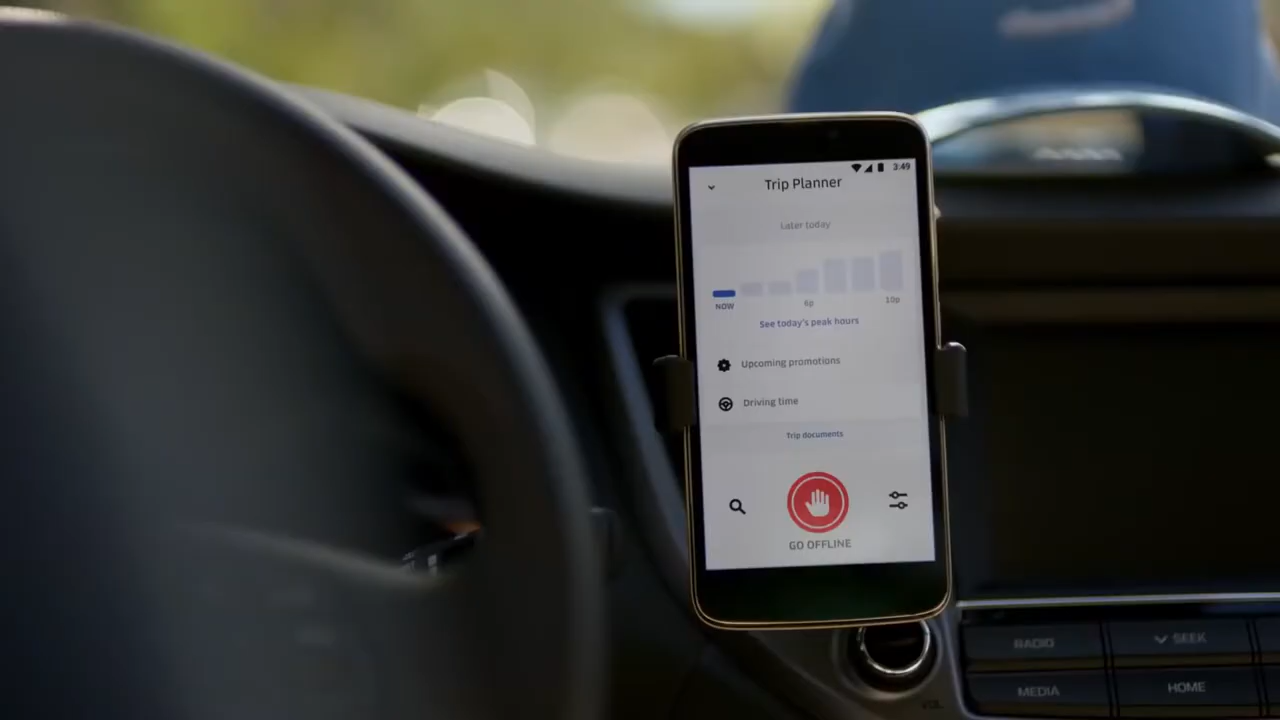 3:49
Trip Planner
Later today
NOW
6p
10p
See today's peak hours
Upcoming promotions
Driving time
Trip documents
GO OFFLINE
RADIO
SEEK
MEDIA
HOME
VOL